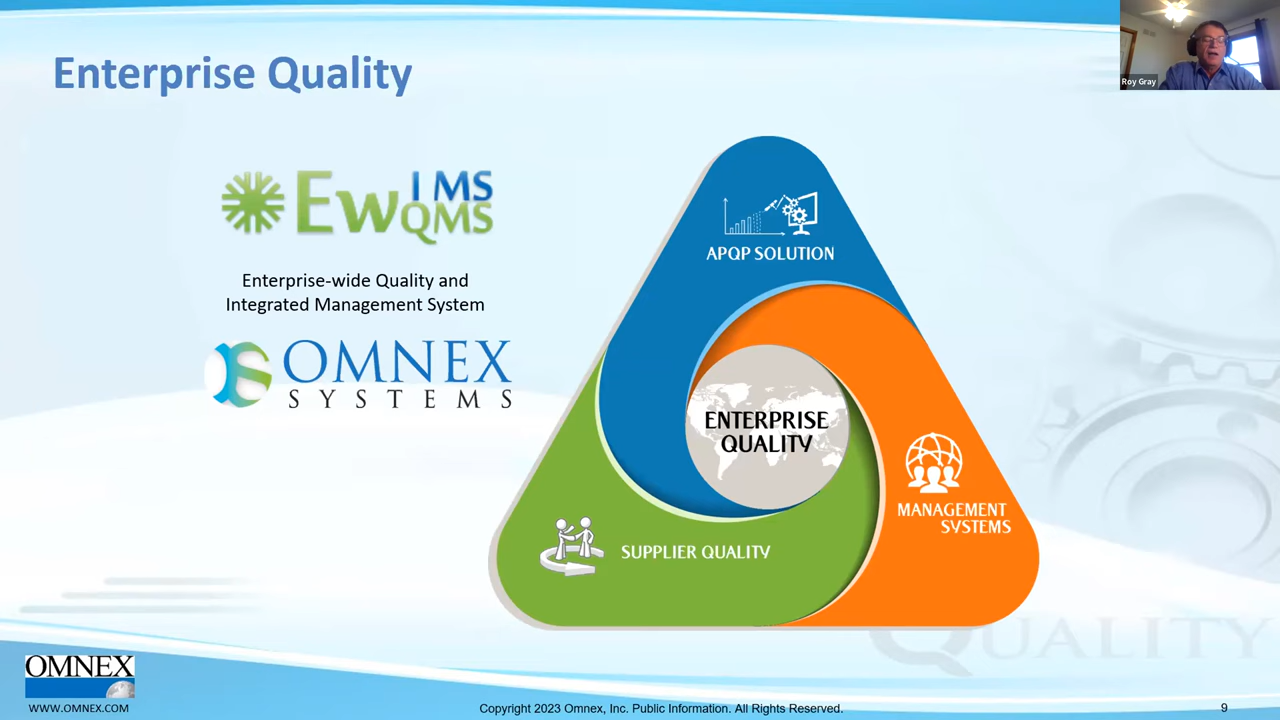 Enterprise Quality
Roy Gray
EwIMS
QMS
Enterprise-wide Quality and
Integrated Management System
OMNEX
SYSTEMS
APQP SOLUTION
ENTERPRISE
QUALITY
MANAGEMENT
SYSTEMS
SUPPLIER QUALITY
QUALITY
OMNEX
WWW.OMNEX.COM
Copyright 2023 Omnex, Inc. Public Information. All Rights Reserved.
9